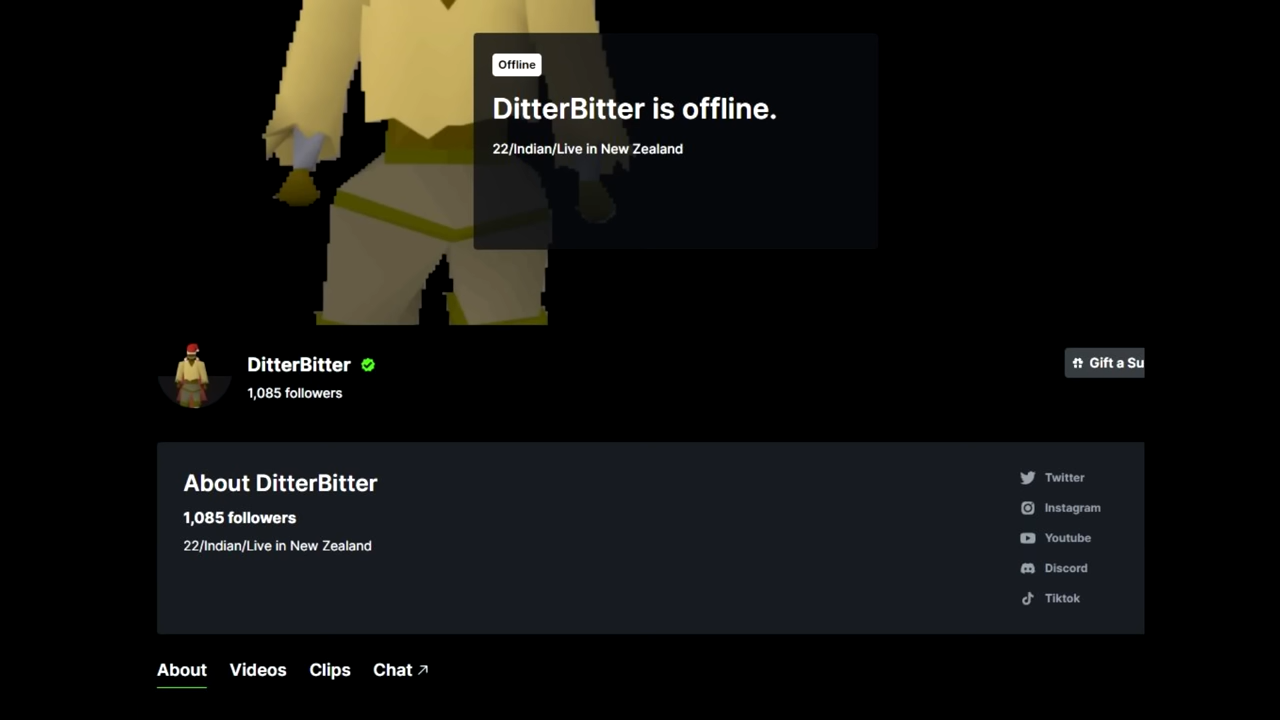 Offline
DitterBitter is offline.
22/Indian/Live in New Zealand
DitterBitter
1,085 followers
Gift a Su
About DitterBitter
1,085 followers
22/Indian/Live in New Zealand
Twitter
Instagram
Youtube
Discord
Tiktok
About Videos Clips Chat